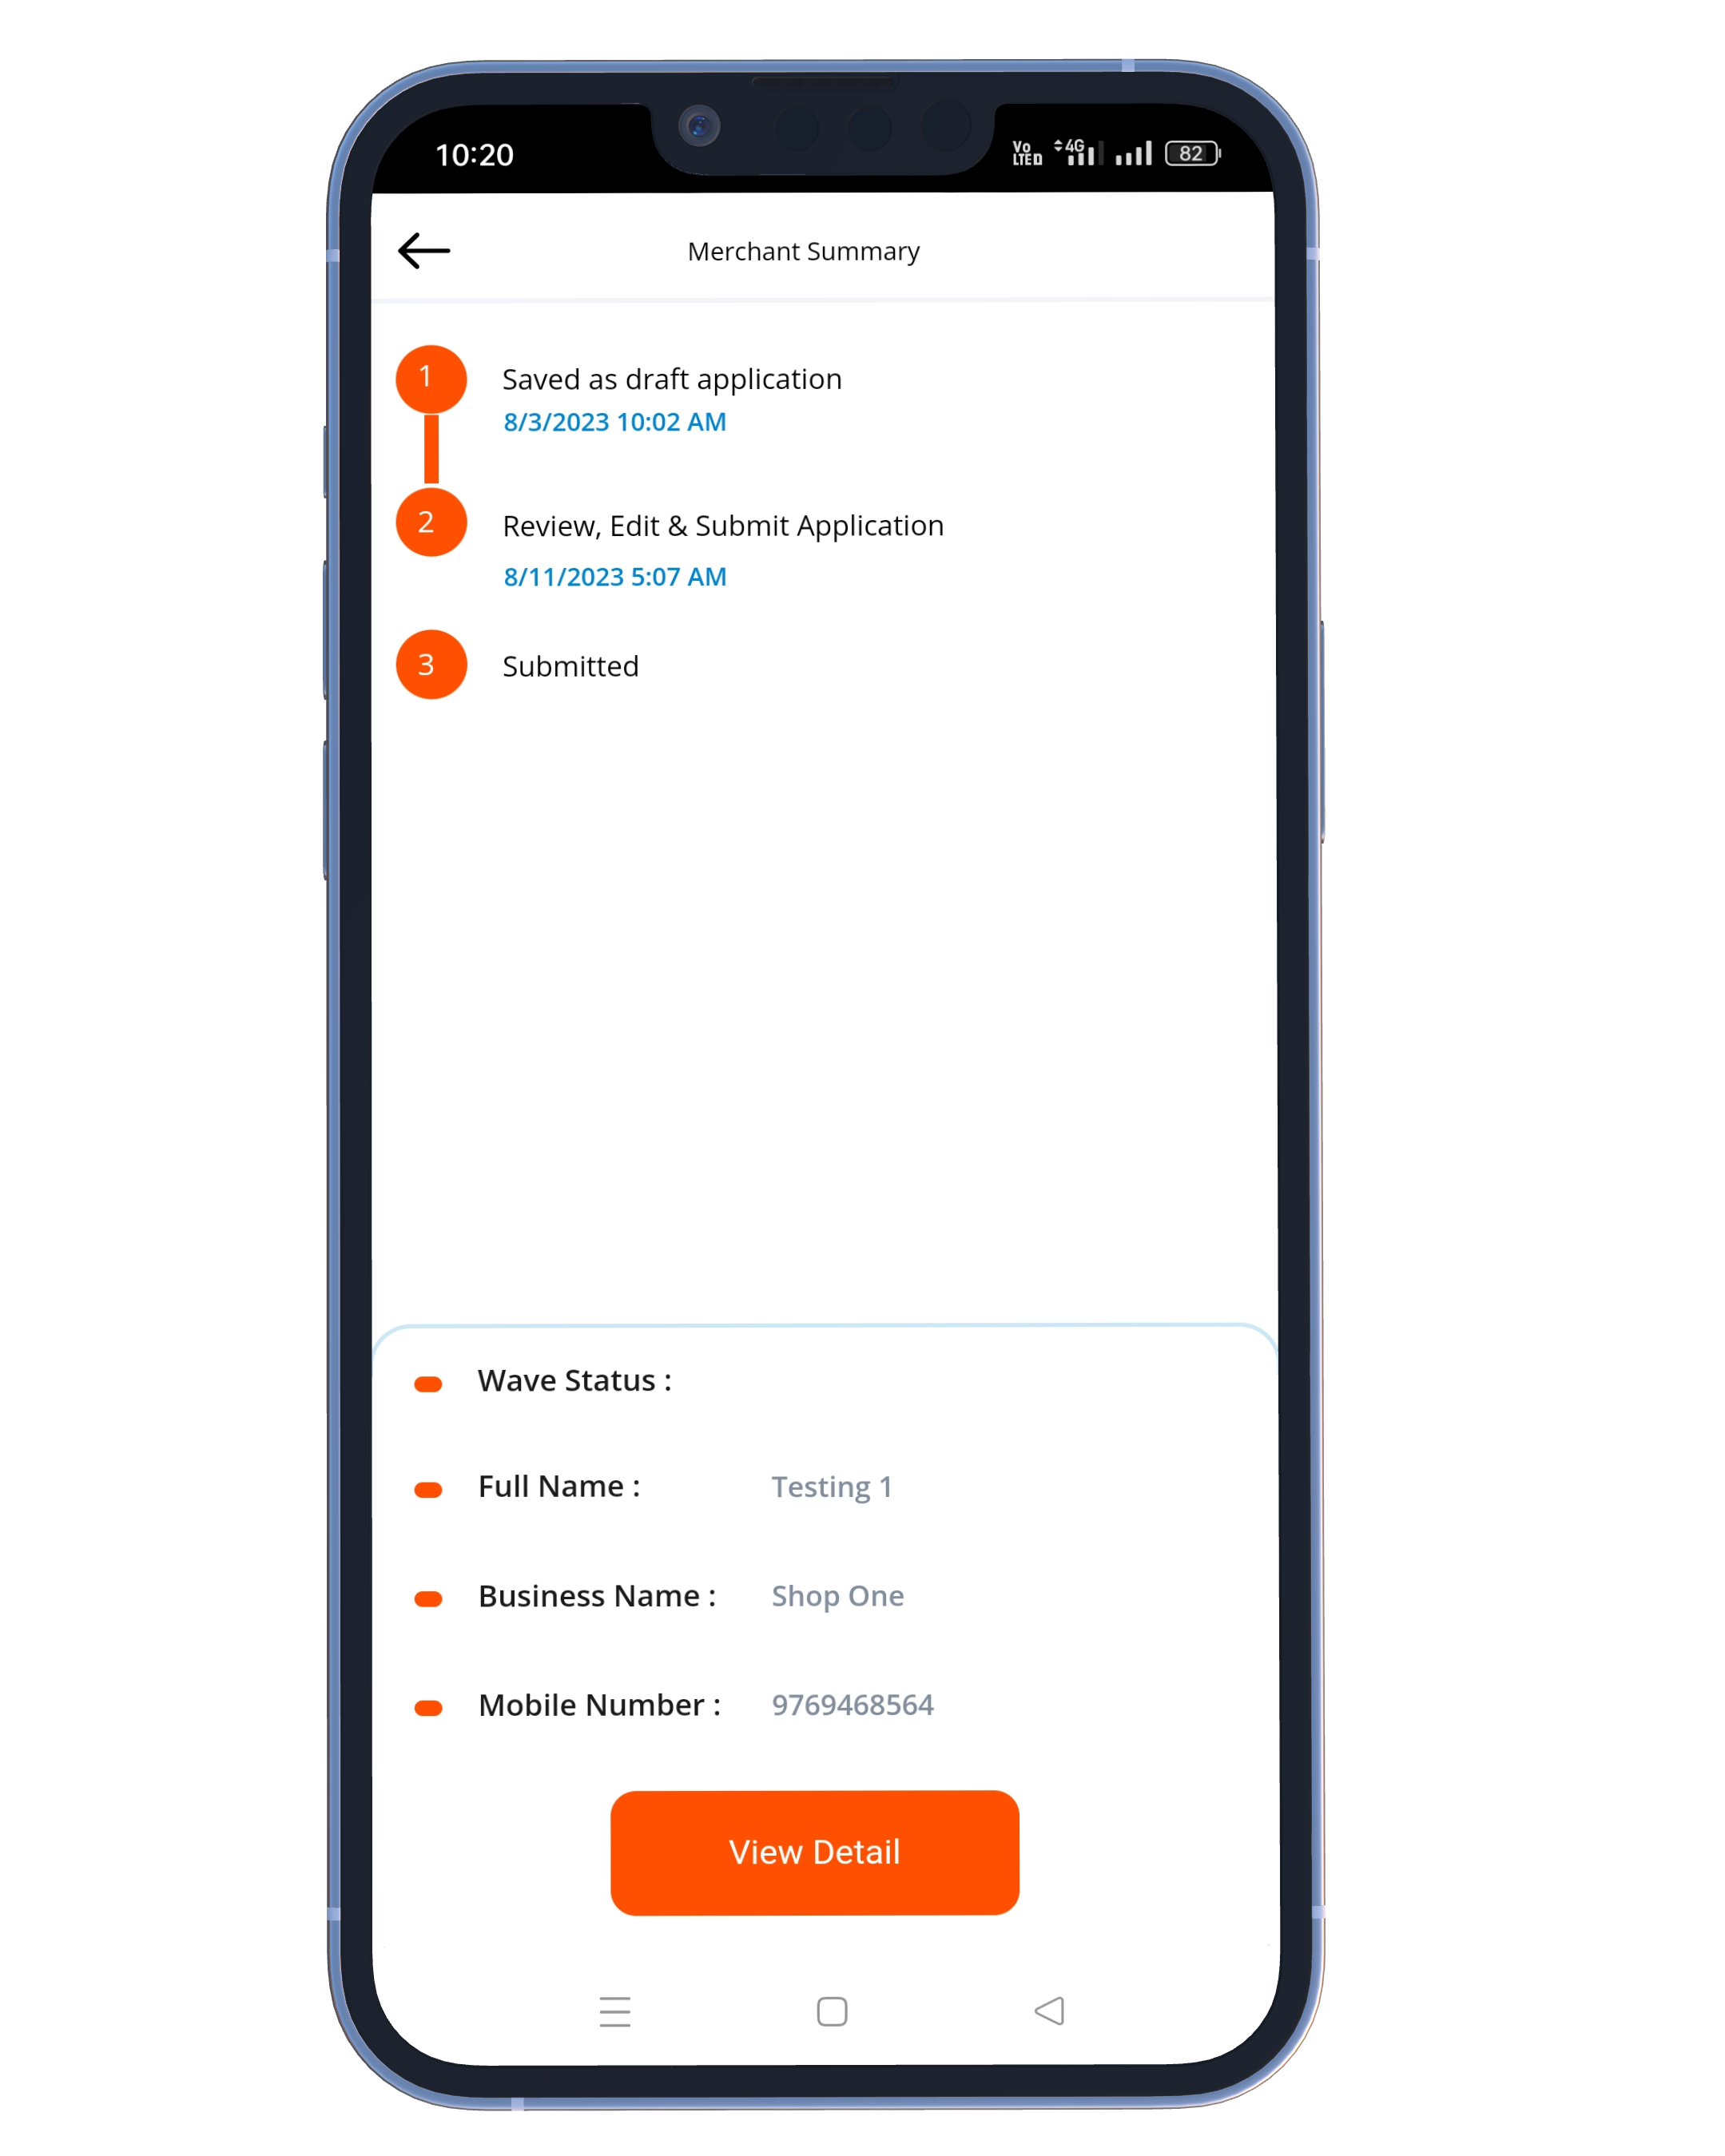 10:20
Vo LTE D 4G 82
Merchant Summary
1 Saved as draft application
8/3/2023 10:02 AM
2 Review, Edit & Submit Application
8/11/2023 5:07 AM
3 Submitted
Wave Status :
Full Name : Testing 1
Business Name : Shop One
Mobile Number : 9769468564
View Detail